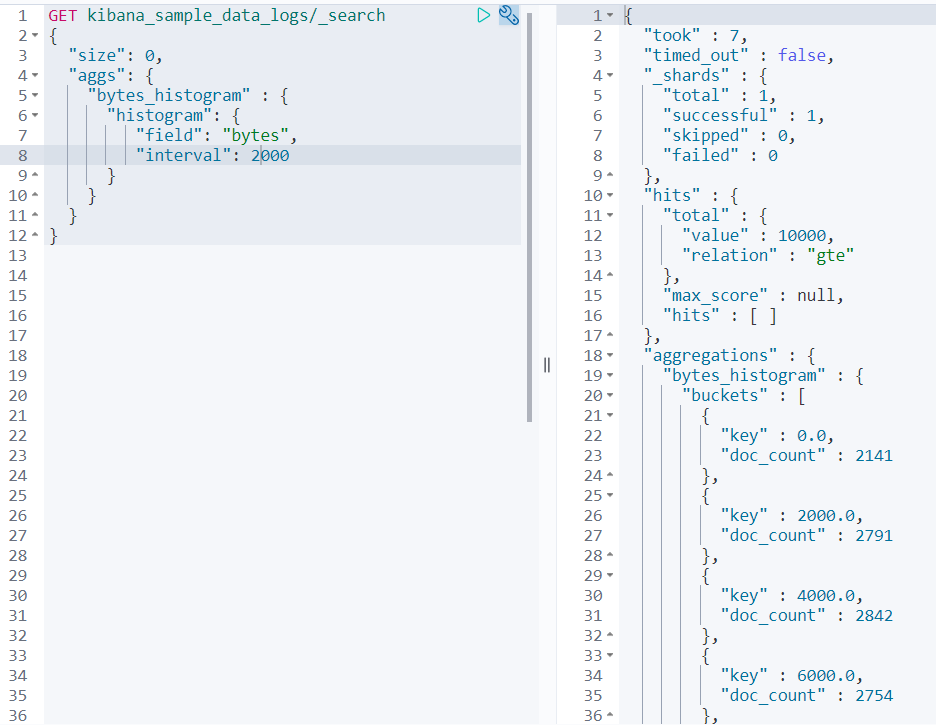 1 GET kibana_sample_data_logs/_search
2 {
3 "size": 0,
4 "aggs": {
5 "bytes_histogram" : {
6 "histogram": {
7 "field": "bytes",
8 "interval": 2000
9 }
10 }
11 }
12 }
13
14
15
16
17
18
19
20
21
22
23
24
25
26
27
28
29
30
31
32
33
34
35
36
1 {
2 "took" : 7,
3 "timed_out" : false,
4 "_shards" : {
5 "total" : 1,
6 "successful" : 1,
7 "skipped" : 0,
8 "failed" : 0
9 },
10 "hits" : {
11 "total" : {
12 "value" : 10000,
13 "relation" : "gte"
14 },
15 "max_score" : null,
16 "hits" : [ ]
17 },
18 "aggregations" : {
19 "bytes_histogram" : {
20 "buckets" : [
21 {
22 "key" : 0.0,
23 "doc_count" : 2141
24 },
25 {
26 "key" : 2000.0,
27 "doc_count" : 2791
28 },
29 {
30 "key" : 4000.0,
31 "doc_count" : 2842
32 },
33 {
34 "key" : 6000.0,
35 "doc_count" : 2754
36 },